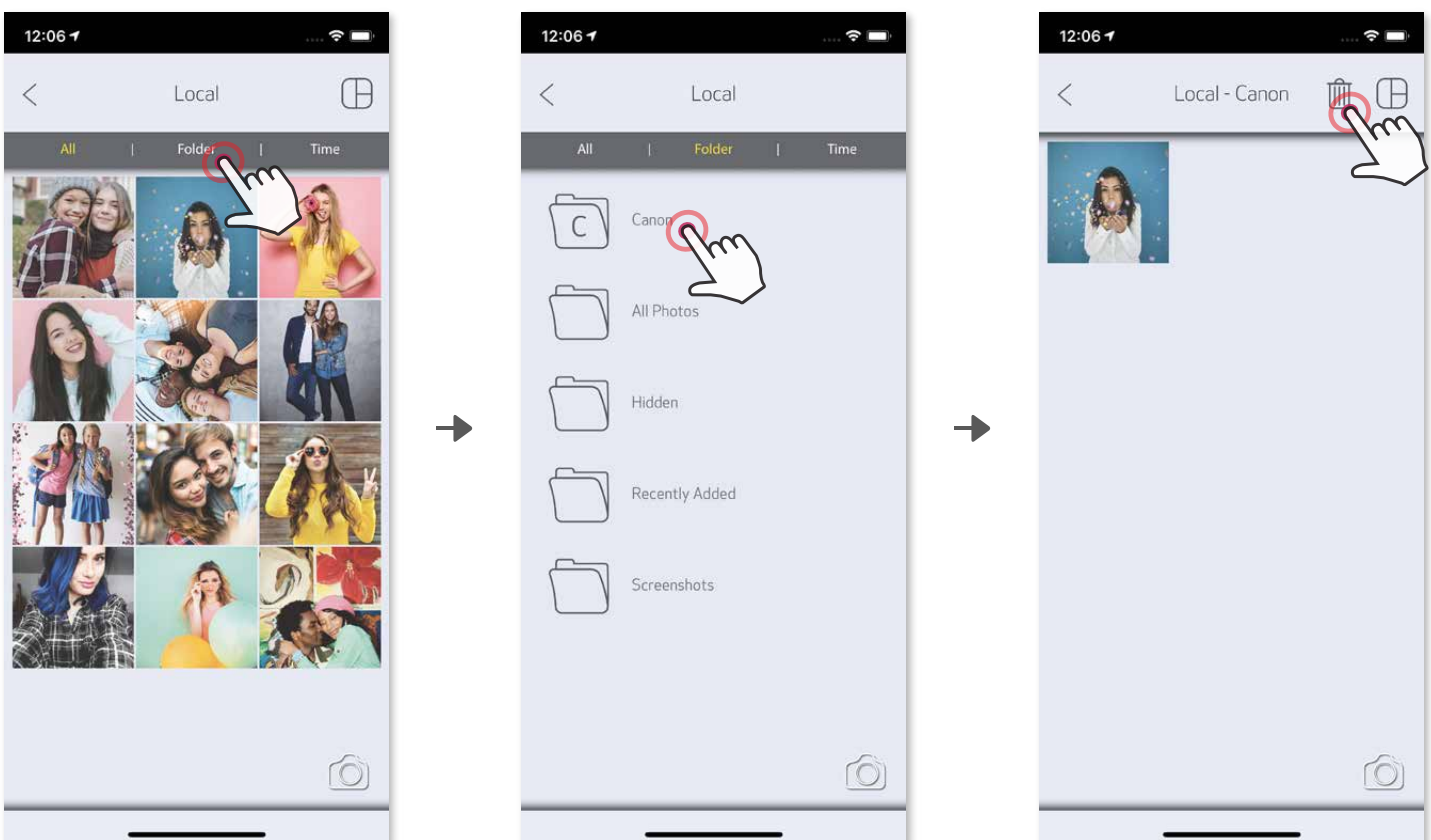 12:06
Local
All | Folder | Time
12:06
Local
All | Folder | Time
C Canon
All Photos
Hidden
Recently Added
Screenshots
12:06
Local - Canon